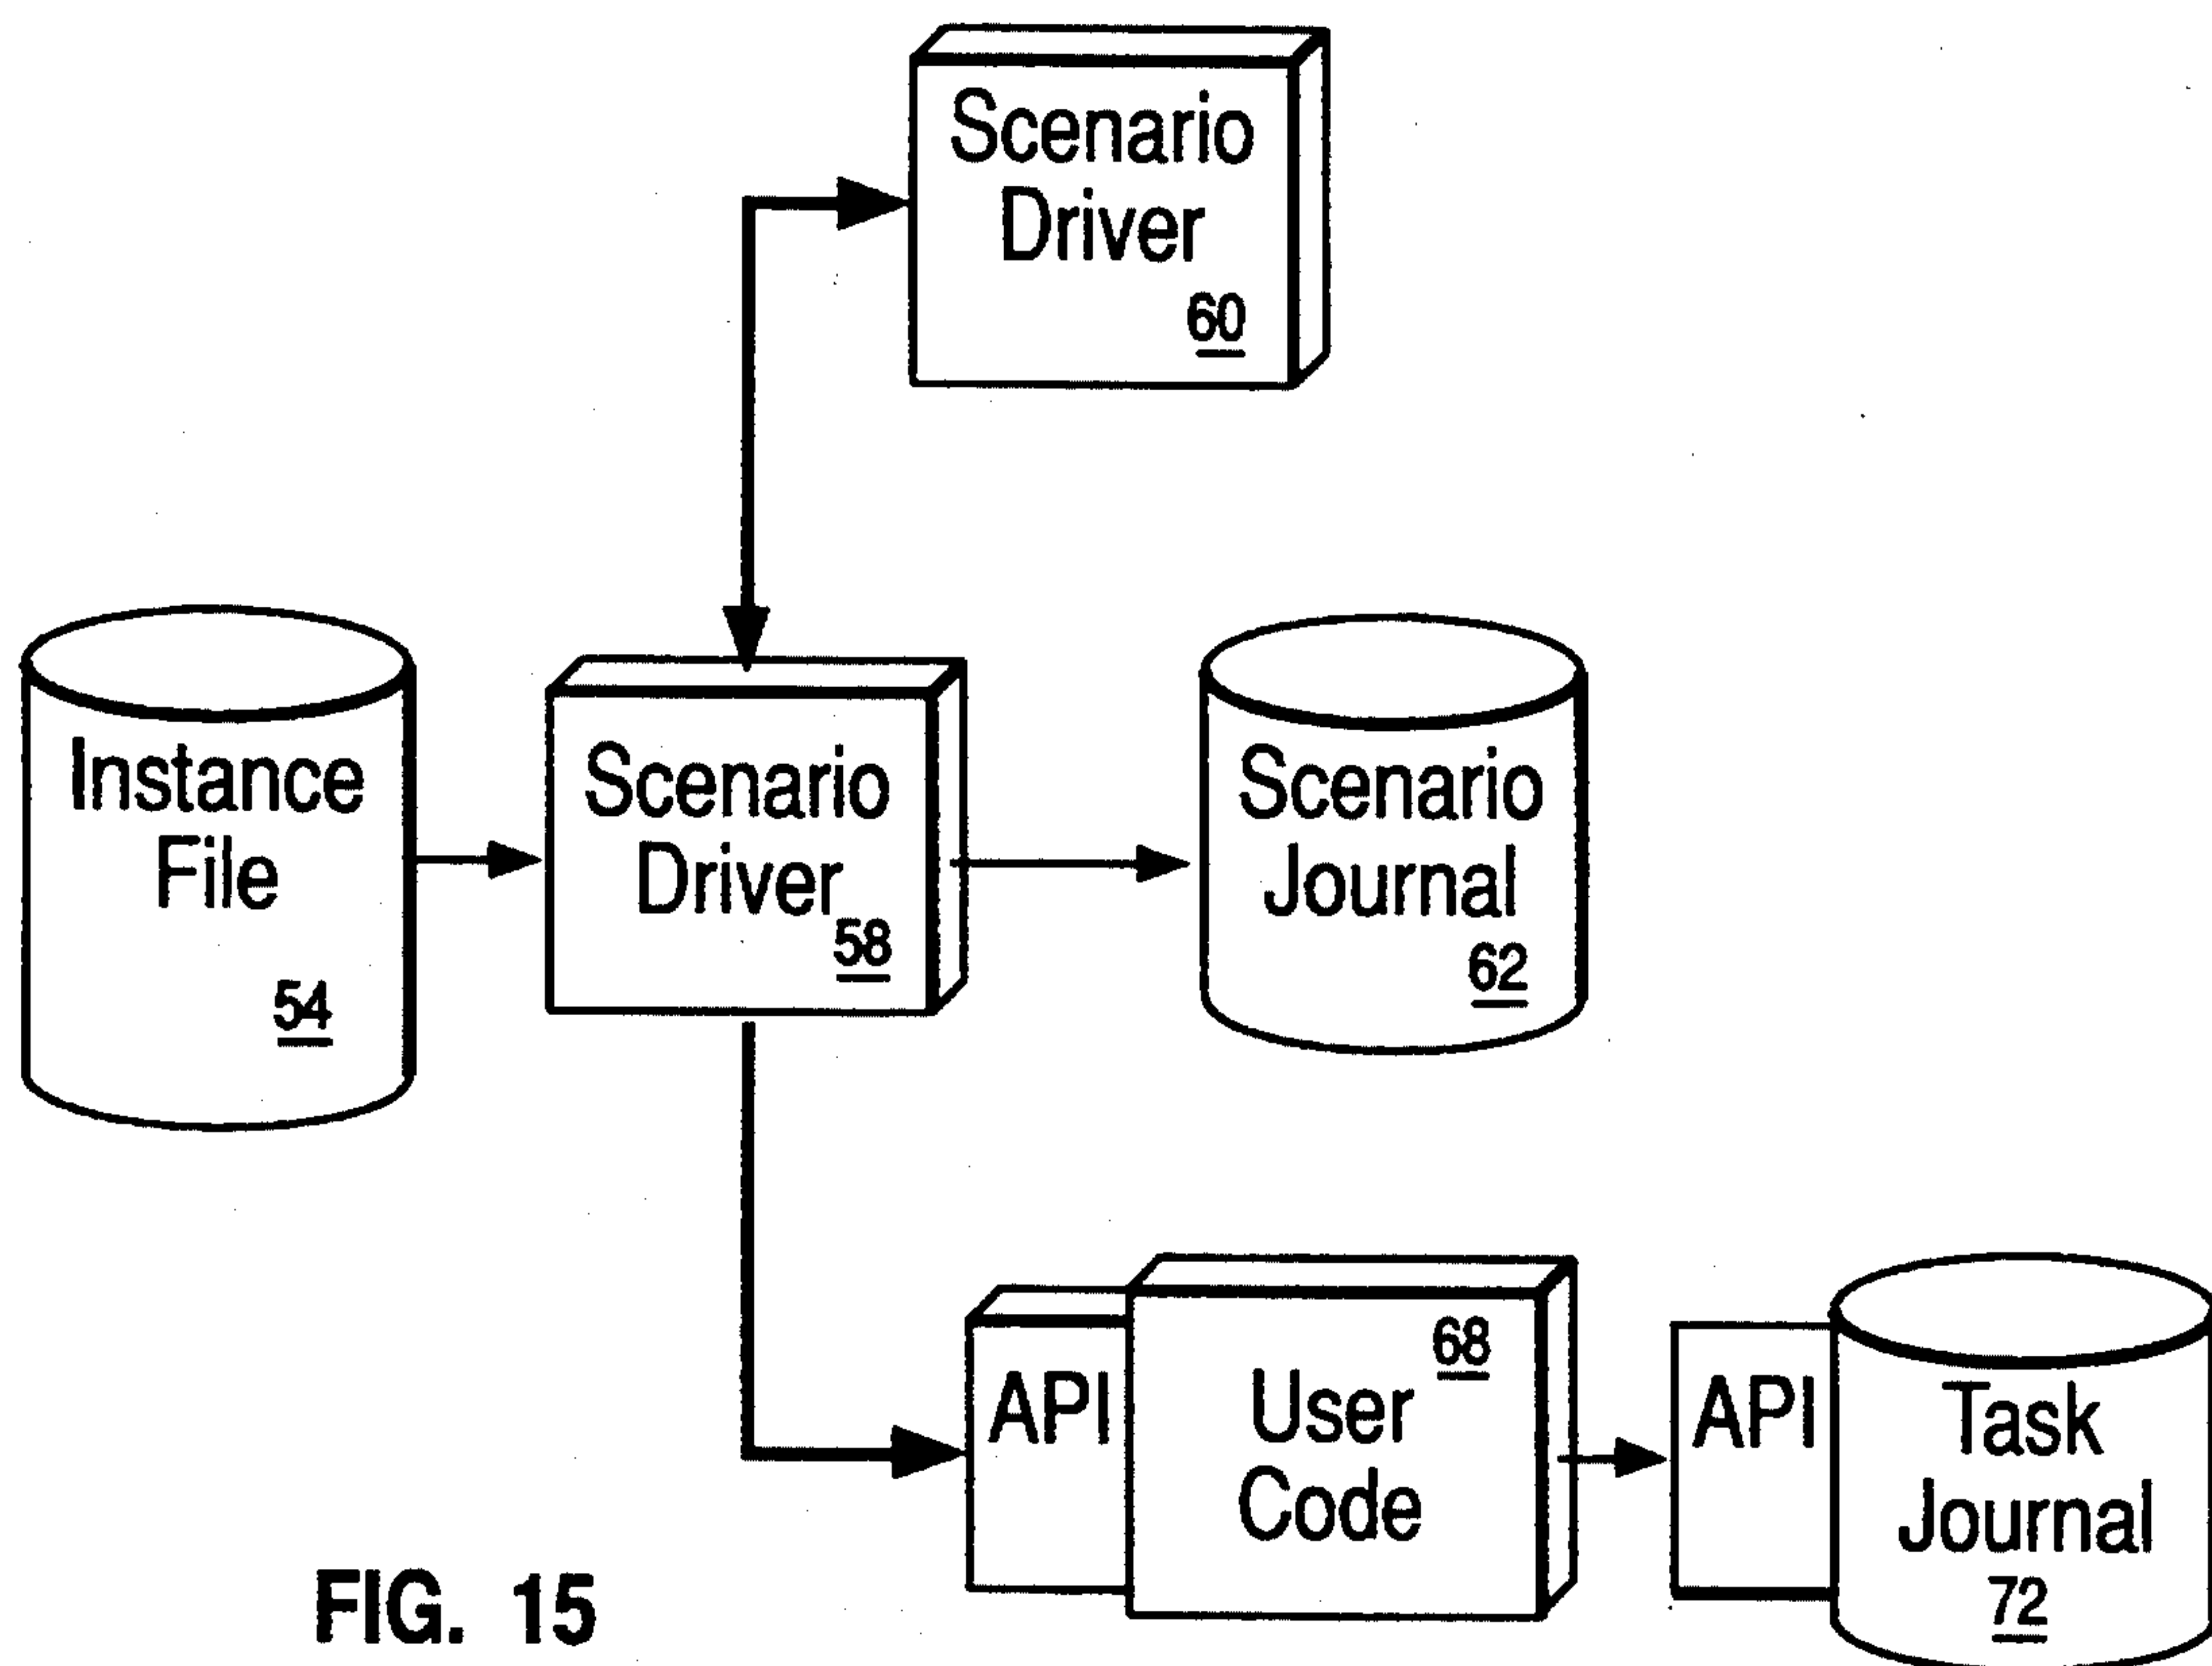 Scenario
Driver
60
Instance
File
54
Scenario
Driver
58
Scenario
Journal
62
API
68
User
Code
API
Task
Journal
72
FIG. 15